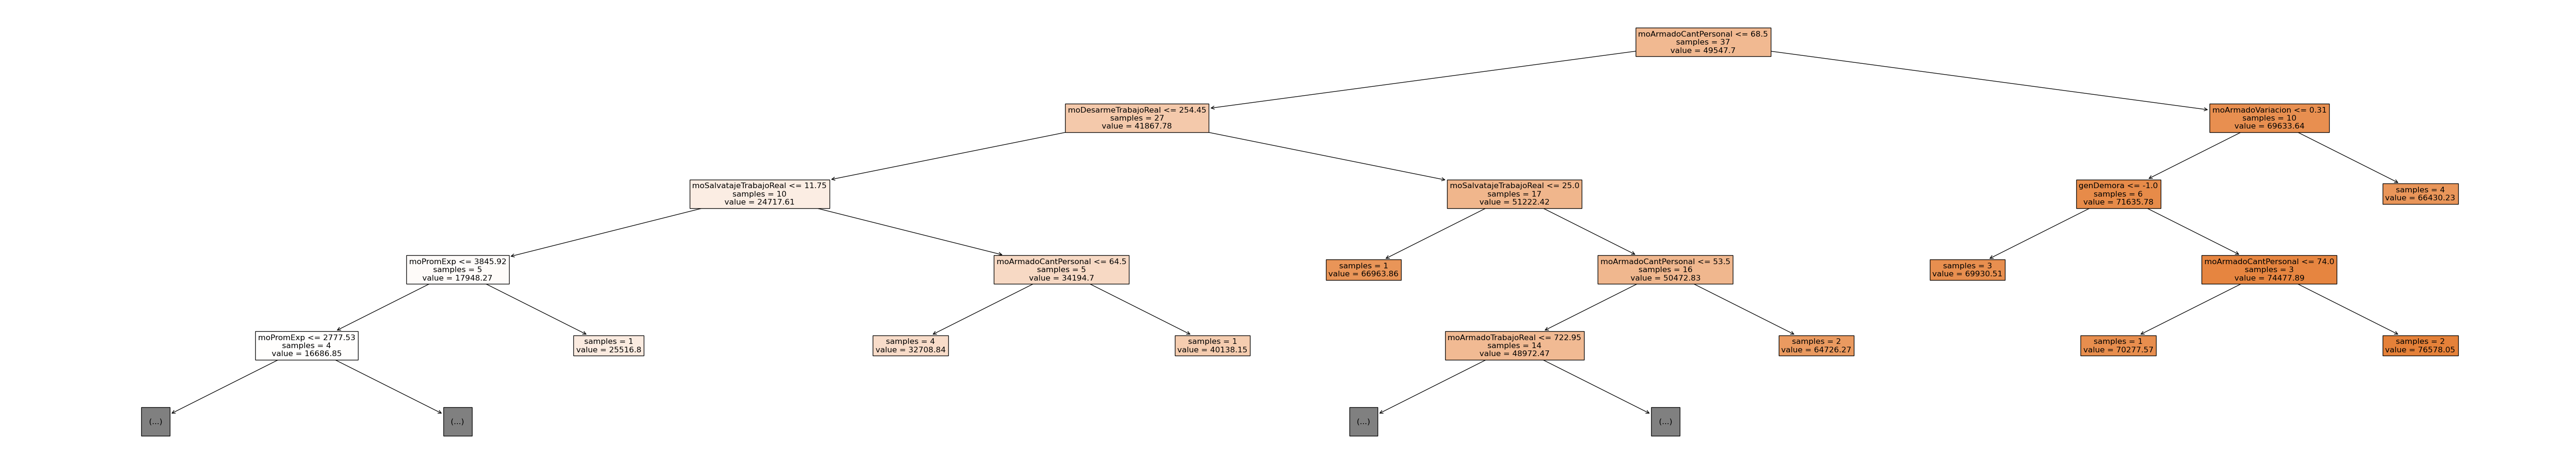 moArmadoCantPersonal <= 68.5
samples = 37
value = 49547.7
moDesarmeTrabajoReal <= 254.45
samples = 27
value = 41867.78
moArmadoVariacion <= 0.31
samples = 10
value = 69633.64
moSalvatajeTrabajoReal <= 11.75
samples = 10
value = 24717.61
moSalvatajeTrabajoReal <= 25.0
samples = 17
value = 51222.42
genDemora <= -1.0
samples = 6
value = 71635.78
samples = 4
value = 66430.23
moPromExp <= 3845.92
samples = 5
value = 17948.27
moArmadoCantPersonal <= 64.5
samples = 5
value = 34194.7
samples = 1
value = 66963.86
moArmadoCantPersonal <= 53.5
samples = 16
value = 50472.83
samples = 3
value = 69930.51
moArmadoCantPersonal <= 74.0
samples = 3
value = 74477.89
moPromExp <= 2777.53
samples = 4
value = 16686.85
samples = 1
value = 25516.8
samples = 4
value = 32708.84
samples = 1
value = 40138.15
moArmadoTrabajoReal <= 722.95
samples = 14
value = 48972.47
samples = 2
value = 64726.27
samples = 1
value = 70277.57
samples = 2
value = 76578.05
(...)
(...)
(...)
(...)